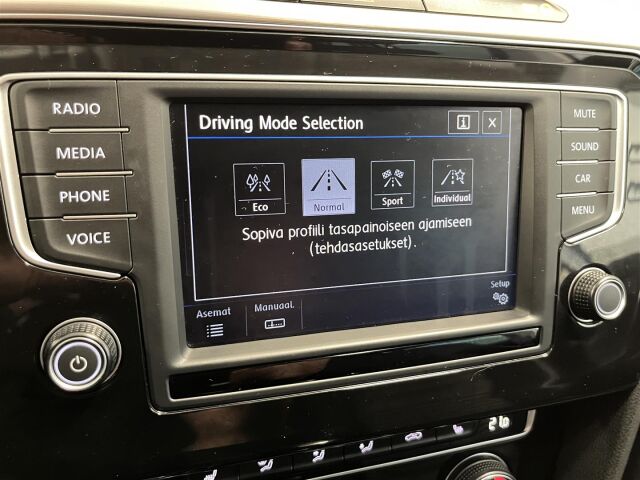 RADIO
MEDIA
PHONE
VOICE
Driving Mode Selection
i X
Eco
Normal
Sport
Individual
Sopiva profiili tasapainoiseen ajamiseen
(tehdasasetukset).
Asemat
Manuaal.
Setup
MUTE
SOUND
CAR
MENU